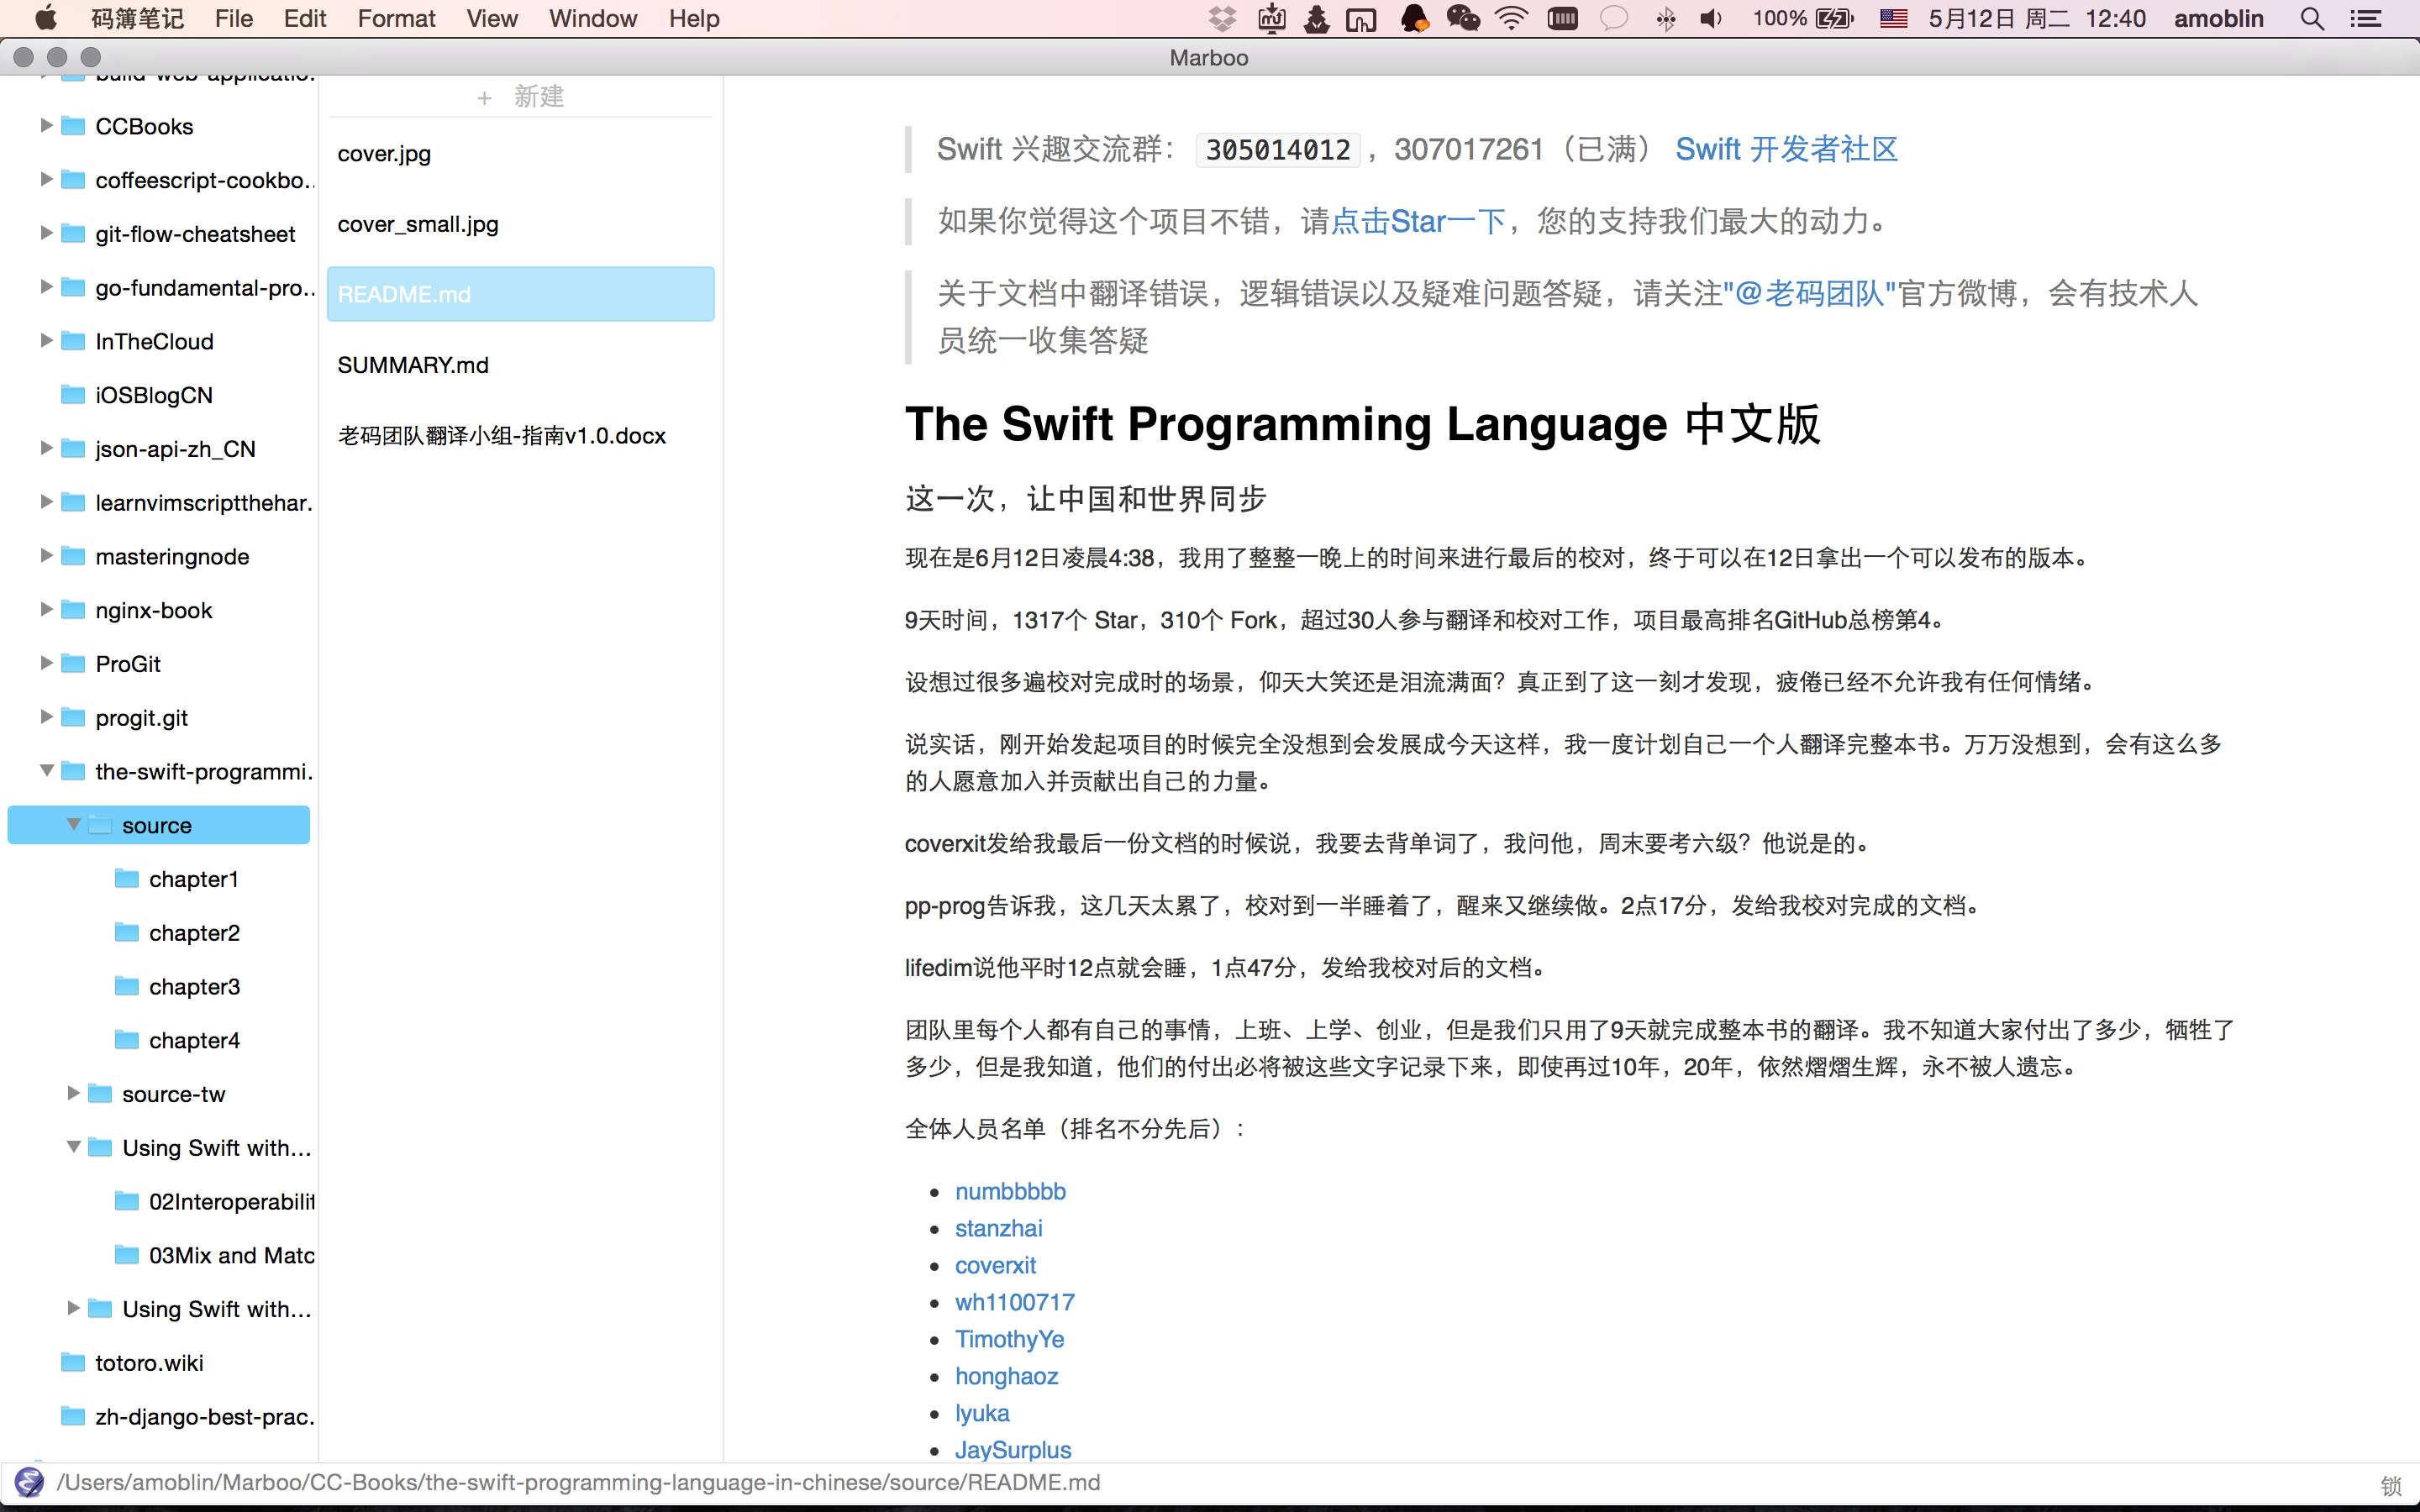 码簿笔记 File Edit Format View Window Help 100% 5月12日 周二 12:40 amoblin
Marboo
build-web-applicatio.
CCBooks
coffeescript-cookbo..
git-flow-cheatsheet
go-fundamental-pro..
InTheCloud
iOSBlogCN
json-api-zh_CN
learnvimscriptthehar.
masteringnode
nginx-book
ProGit
progit.git
the-swift-programmi.
source
chapter1
chapter2
chapter3
chapter4
source-tw
Using Swift with...
02Interoperabilit
03Mix and Matc
Using Swift with...
totoro.wiki
zh-django-best-prac.
+ 新建
cover.jpg
cover_small.jpg
README.md
SUMMARY.md
老码团队翻译小组-指南v1.0.docx
Swift 兴趣交流群： 305014012 ，307017261（已满） Swift 开发者社区
如果你觉得这个项目不错，请点击Star一下，您的支持我们最大的动力。
关于文档中翻译错误，逻辑错误以及疑难问题答疑，请关注"@老码团队"官方微博，会有技术人
员统一收集答疑
The Swift Programming Language 中文版
这一次，让中国和世界同步
现在是6月12日凌晨4:38，我用了整整一晚上的时间来进行最后的校对，终于可以在12日拿出一个可以发布的版本。
9天时间，1317个 Star，310个 Fork，超过30人参与翻译和校对工作，项目最高排名GitHub总榜第4。
设想过很多遍校对完成时的场景，仰天大笑还是泪流满面？真正到了这一刻才发现，疲倦已经不允许我有任何情绪。
说实话，刚开始发起项目的时候完全没想到会发展成今天这样，我一度计划自己一个人翻译完整本书。万万没想到，会有这么多
的人愿意加入并贡献出自己的力量。
coverxit发给我最后一份文档的时候说，我要去背单词了，我问他，周末要考六级？他说是的。
pp-prog告诉我，这几天太累了，校对到一半睡着了，醒来又继续做。2点17分，发给我校对完成的文档。
lifedim说他平时12点就会睡，1点47分，发给我校对后的文档。
团队里每个人都有自己的事情，上班、上学、创业，但是我们只用了9天就完成整本书的翻译。我不知道大家付出了多少，牺牲了
多少，但是我知道，他们的付出必将被这些文字记录下来，即使再过10年，20年，依然熠熠生辉，永不被人遗忘。
全体人员名单（排名不分先后）：
numbbbbb
stanzhai
coverxit
wh1100717
TimothyYe
honghaoz
lyuka
JaySurplus
/Users/amoblin/Marboo/CC-Books/the-swift-programming-language-in-chinese/source/README.md
锁